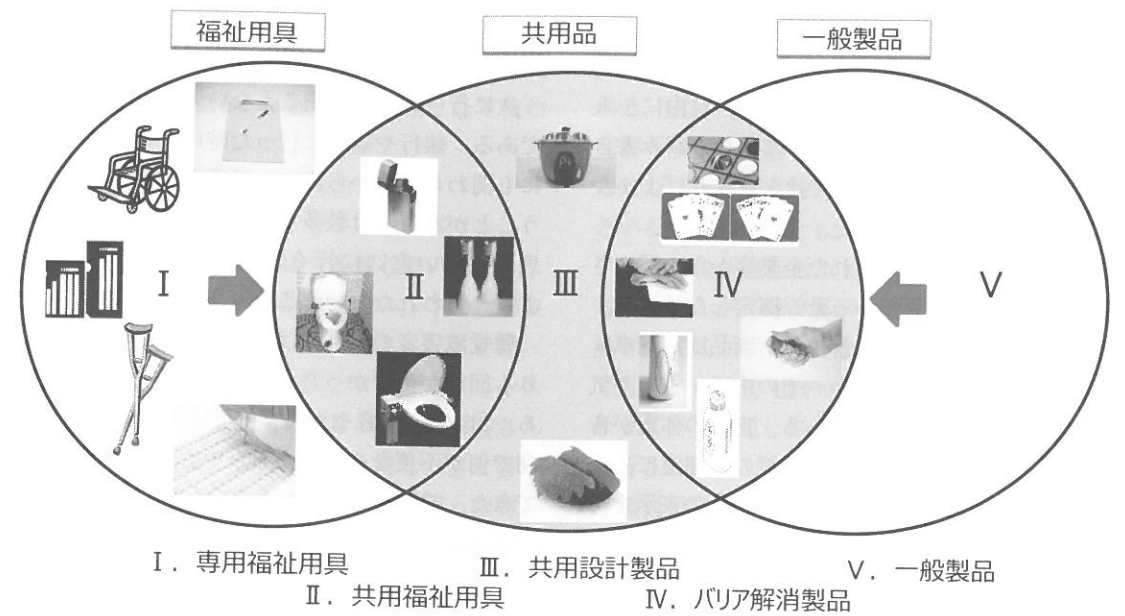 福祉用具
共用品
一般製品
Ⅰ
Ⅱ
Ⅲ
Ⅳ
Ⅴ
Ⅰ．専用福祉用具
Ⅱ．共用福祉用具
Ⅲ．共用設計製品
Ⅳ．バリア解消製品
Ⅴ．一般製品